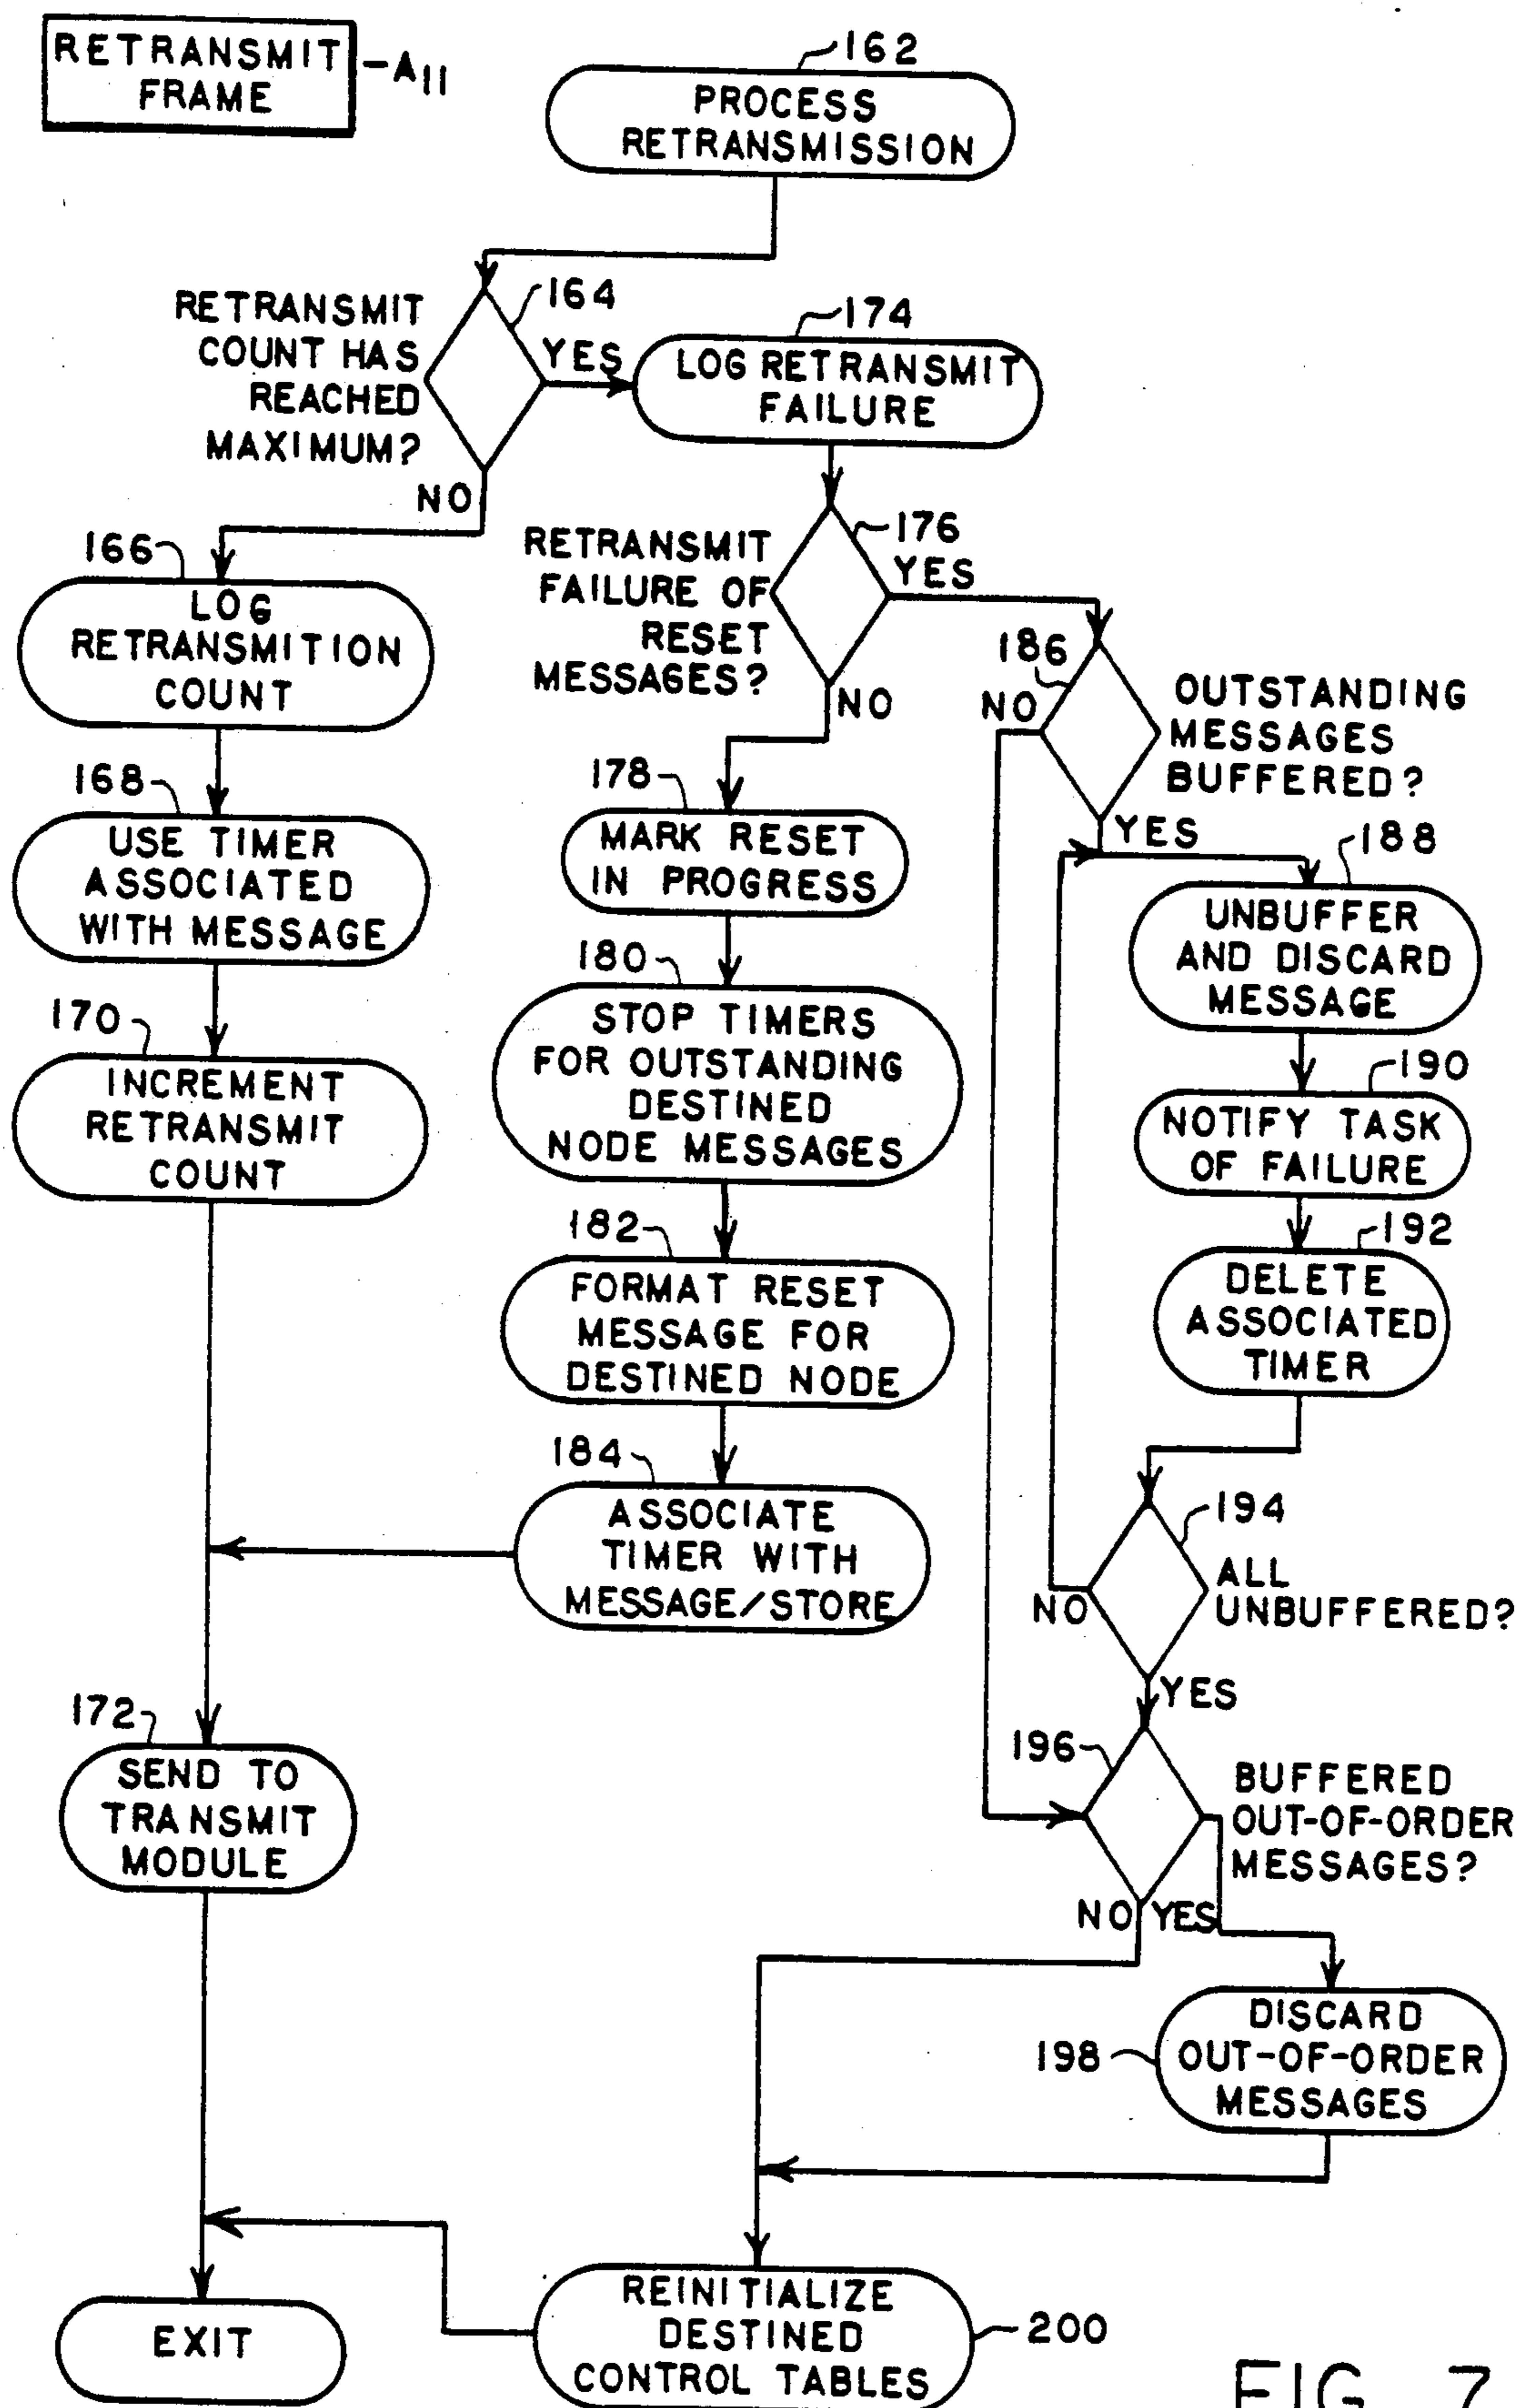 RETRANSMIT
FRAME
-A11
162
PROCESS
RETRANSMISSION
164
RETRANSMIT
COUNT HAS
REACHED
MAXIMUM?
YES
NO
174
LOG RETRANSMIT
FAILURE
166
LOG
RETRANSMITION
COUNT
176
RETRANSMIT
FAILURE OF
RESET
MESSAGES?
YES
NO
186
NO
OUTSTANDING
MESSAGES
BUFFERED?
YES
168
USE TIMER
ASSOCIATED
WITH MESSAGE
178
MARK RESET
IN PROGRESS
188
UNBUFFER
AND DISCARD
MESSAGE
170
INCREMENT
RETRANSMIT
COUNT
180
STOP TIMERS
FOR OUTSTANDING
DESTINED
NODE MESSAGES
190
NOTIFY TASK
OF FAILURE
182
FORMAT RESET
MESSAGE FOR
DESTINED NODE
192
DELETE
ASSOCIATED
TIMER
184
ASSOCIATE
TIMER WITH
MESSAGE/STORE
194
ALL
UNBUFFERED?
NO
YES
172
SEND TO
TRANSMIT
MODULE
196
BUFFERED
OUT-OF-ORDER
MESSAGES?
NO
YES
198
DISCARD
OUT-OF-ORDER
MESSAGES
EXIT
REINITIALIZE
DESTINED
CONTROL TABLES
200
FIG. 7